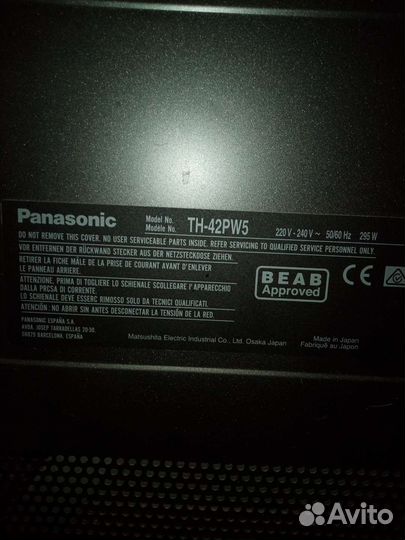 Panasonic
Model No.
Modèle No.
TH-42PW5
220 V - 240 V ~ 50/60 Hz 295 W
DO NOT REMOVE THIS COVER. NO USER SERVICEABLE PARTS INSIDE. REFER SERVICING TO QUALIFIED SERVICE PERSONNEL ONLY.
VOR ENTFERNEN DER RÜCKWAND STECKER AUS DER NETZSTECKDOSE ZIEHEN.
RETIRER LA FICHE MÂLE DE LA PRISE DE COURANT AVANT D'ENLEVER
LE PANNEAU ARRIERE.
ATTENZIONE, PRIMA DI TOGLIERE LO SCHIENALE SCOLLEGARE I'APPARECCHIO
DALLA PRCSA DI CORRENTE.
LO SCHIENALE DEVE ESSERC RIMOSSO SOLO DA TECNICI QUALIFICATI.
ATENCIÓN: NO ABRIR SIN ANTES DESCONECTAR LA TENSIÓN DE LA RED.
PANASONIC ESPAÑA S.A.
AVDA. JOSEP TARRADELLAS 20-30.
08029 BARCELONA. ESPAÑA
BEAB
Approved
CE
Matsushita Electric Industrial Co., Ltd. Osaka Japan
Made in Japan
Fabriqué au Japon
Avito